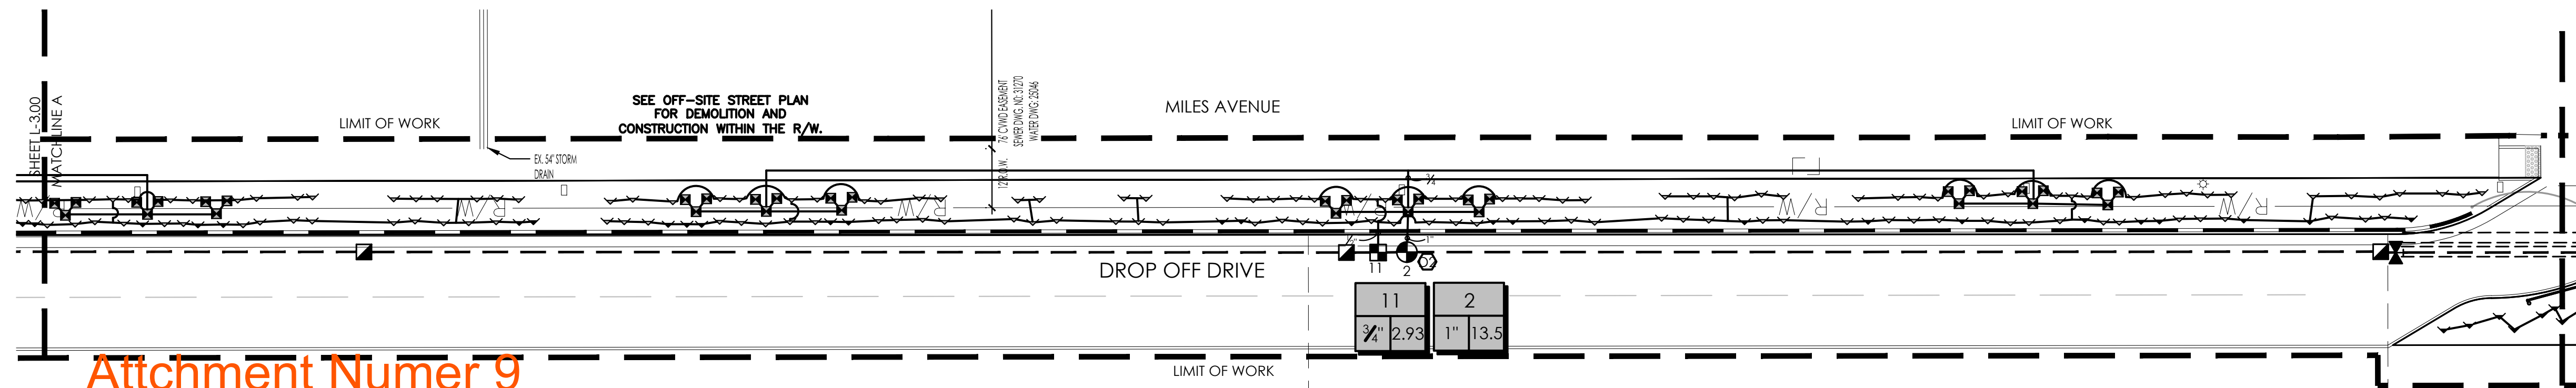 SHEET L-3.00
MATCHLINE A
LIMIT OF WORK
EX. 54" STORM
DRAIN
SEE OFF-SITE STREET PLAN
FOR DEMOLITION AND
CONSTRUCTION WITHIN THE R/W.
76' CVWD EASEMENT
SEWER DWG. NO: 31270
WATER DWG: 25046
12' R.O.W.
MILES AVENUE
LIMIT OF WORK
R/W
R/W
R/W
R/W
R/W
R/W
3/4"
1"
11
2
DROP OFF DRIVE
11
3/4" 2.93
2
1" 13.5
LIMIT OF WORK
Attchment Numer 9